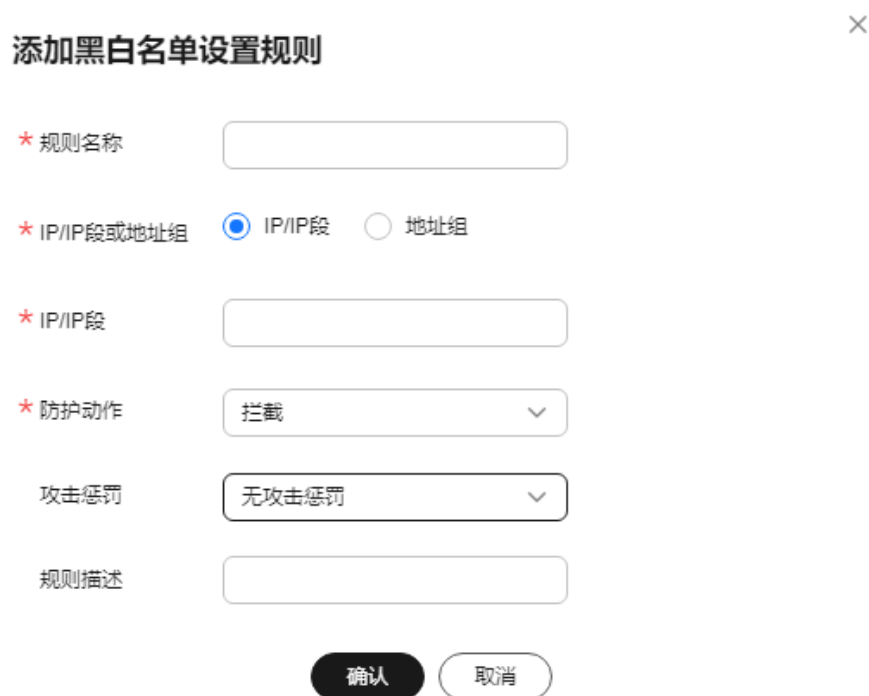 添加黑白名单设置规则
* 规则名称
* IP/IP段或地址组 IP/IP段 地址组
* IP/IP段
* 防护动作 拦截
攻击惩罚 无攻击惩罚
规则描述
确认 取消